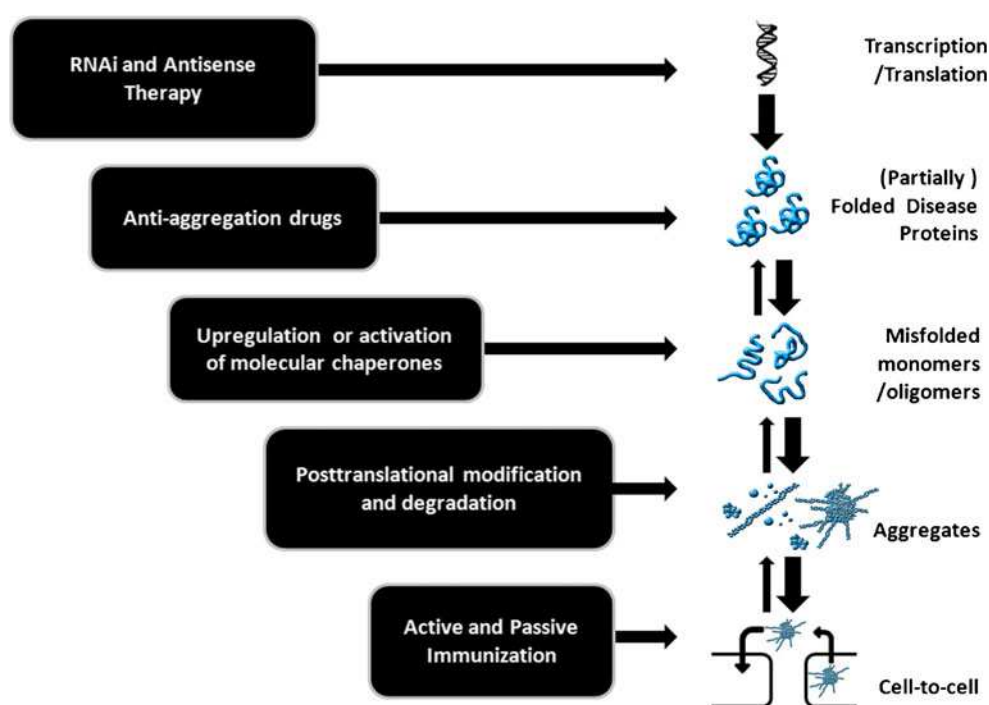 RNAi and Antisense
Therapy
Transcription
/Translation
Anti-aggregation drugs
(Partially )
Folded Disease
Proteins
Upregulation or activation
of molecular chaperones
Misfolded
monomers
/oligomers
Posttranslational modification
and degradation
Aggregates
Active and Passive
Immunization
Cell-to-cell